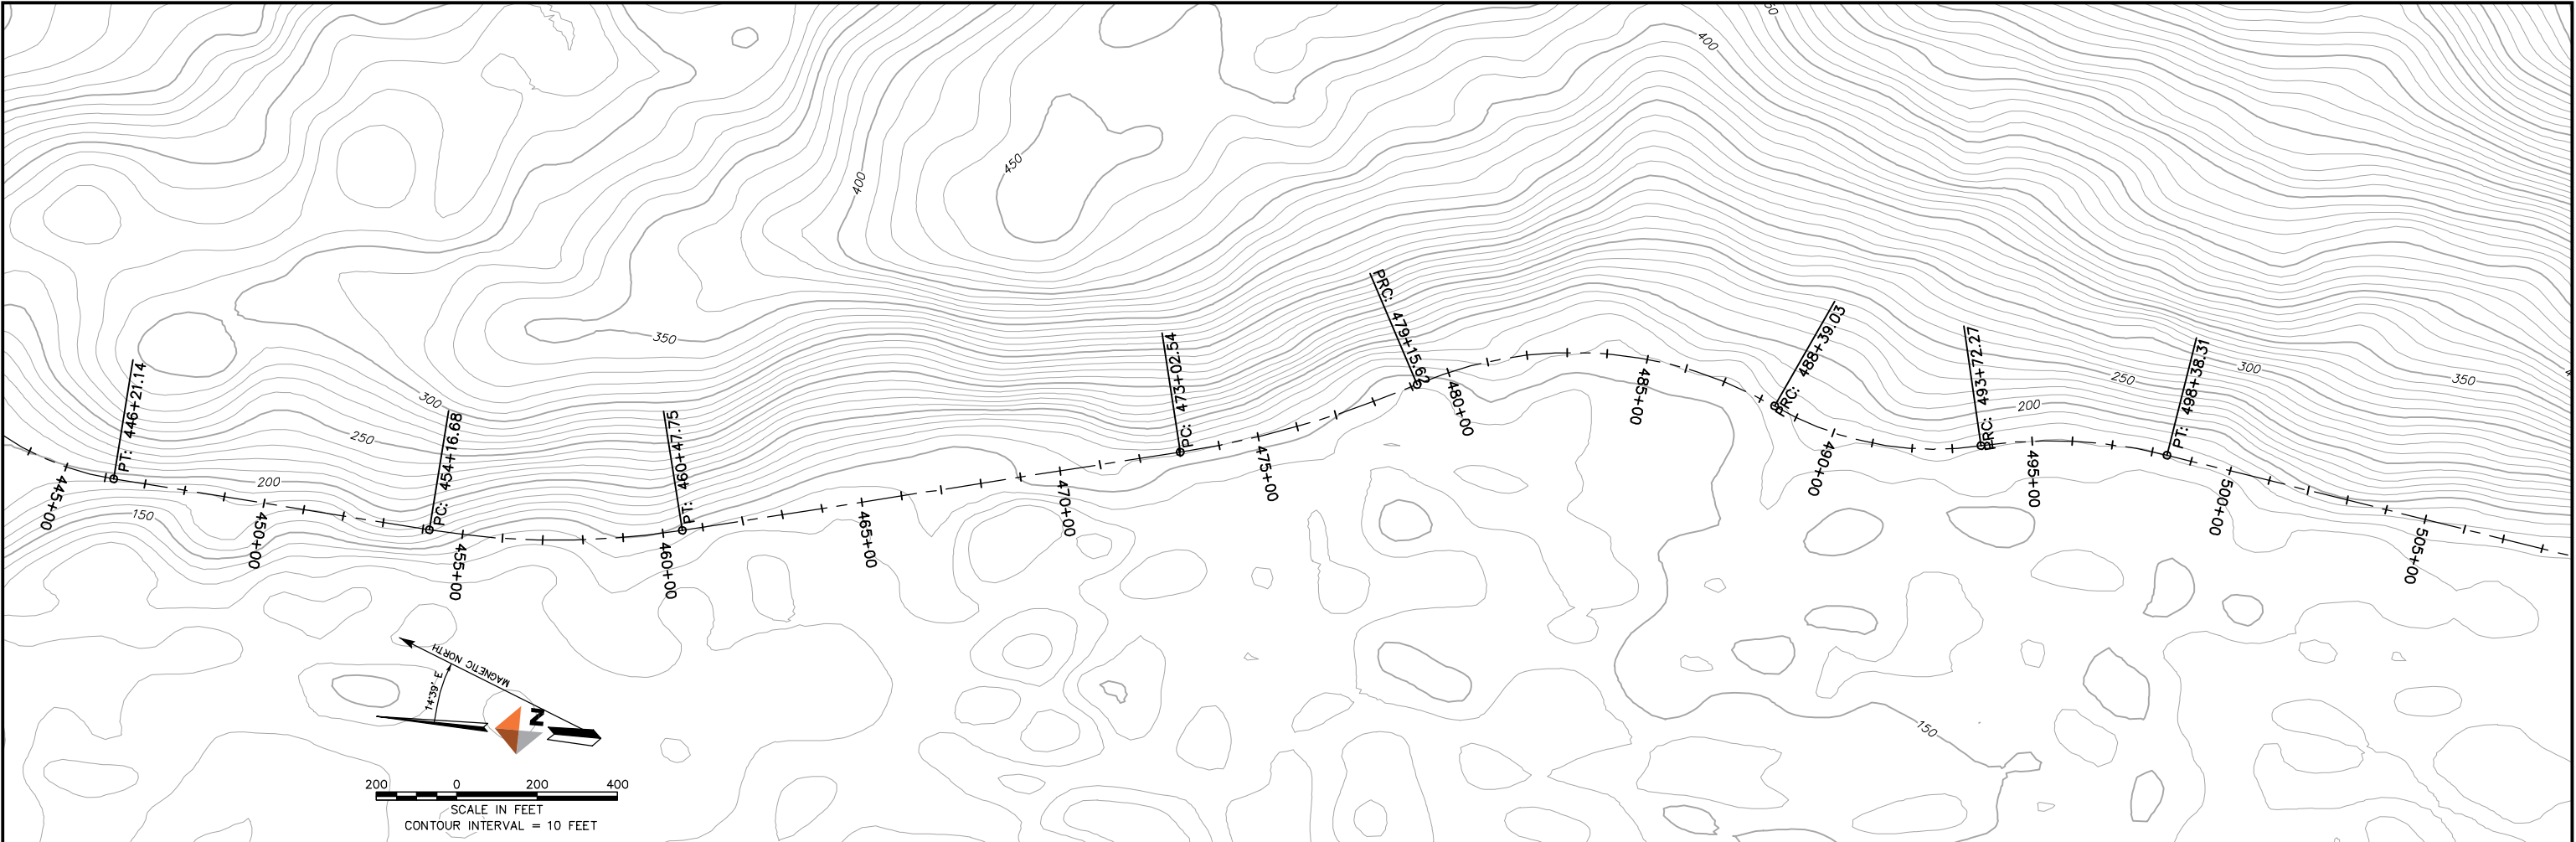 50
400
400
450
350
300
250
200
150
PT: 446+21.14
PC: 454+16.68
PT: 460+47.75
PC: 473+02.54
PRC: 479+15.62
PRC: 488+39.03
PRC: 493+72.27
PT: 498+38.31
200
250
300
350
445+00
450+00
455+00
460+00
465+00
470+00
475+00
480+00
485+00
490+00
495+00
500+00
505+00
150
MAGNETIC NORTH
14°39' E
N
200 0 200 400
SCALE IN FEET
CONTOUR INTERVAL = 10 FEET